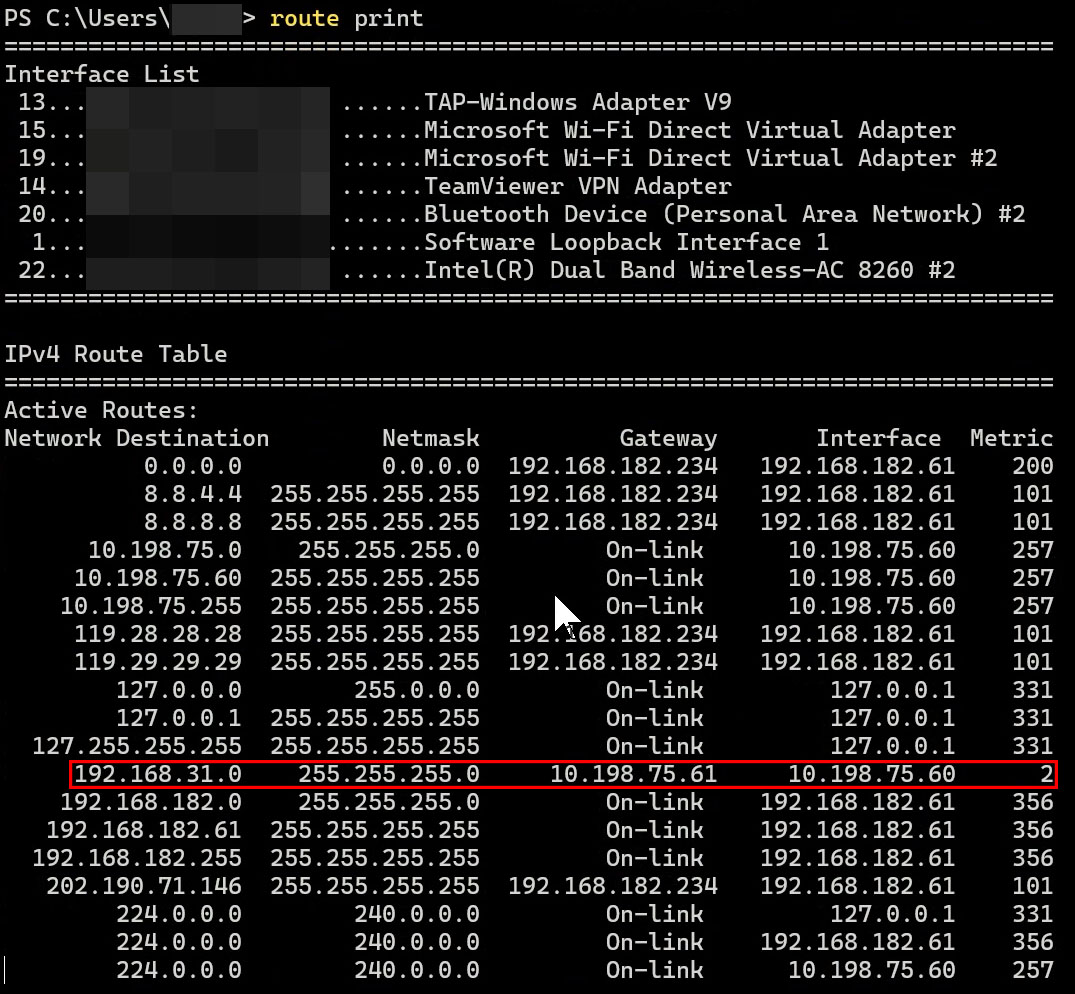 PS C:\Users\ > route print
===========================================================================
Interface List
13... ......TAP-Windows Adapter V9
15... ......Microsoft Wi-Fi Direct Virtual Adapter
19... ......Microsoft Wi-Fi Direct Virtual Adapter #2
14... ......TeamViewer VPN Adapter
20... ......Bluetooth Device (Personal Area Network) #2
1... .......Software Loopback Interface 1
22... ......Intel(R) Dual Band Wireless-AC 8260 #2
===========================================================================
IPv4 Route Table
===========================================================================
Active Routes:
Network Destination Netmask Gateway Interface Metric
0.0.0.0 0.0.0.0 192.168.182.234 192.168.182.61 200
8.8.4.4 255.255.255.255 192.168.182.234 192.168.182.61 101
8.8.8.8 255.255.255.255 192.168.182.234 192.168.182.61 101
10.198.75.0 255.255.255.0 On-link 10.198.75.60 257
10.198.75.60 255.255.255.255 On-link 10.198.75.60 257
10.198.75.255 255.255.255.255 On-link 10.198.75.60 257
119.28.28.28 255.255.255.255 192.168.182.234 192.168.182.61 101
119.29.29.29 255.255.255.255 192.168.182.234 192.168.182.61 101
127.0.0.0 255.0.0.0 On-link 127.0.0.1 331
127.0.0.1 255.255.255.255 On-link 127.0.0.1 331
127.255.255.255 255.255.255.255 On-link 127.0.0.1 331
192.168.31.0 255.255.255.0 10.198.75.61 10.198.75.60 2
192.168.182.0 255.255.255.0 On-link 192.168.182.61 356
192.168.182.61 255.255.255.255 On-link 192.168.182.61 356
192.168.182.255 255.255.255.255 On-link 192.168.182.61 356
202.190.71.146 255.255.255.255 192.168.182.234 192.168.182.61 101
224.0.0.0 240.0.0.0 On-link 127.0.0.1 331
224.0.0.0 240.0.0.0 On-link 192.168.182.61 356
224.0.0.0 240.0.0.0 On-link 10.198.75.60 257